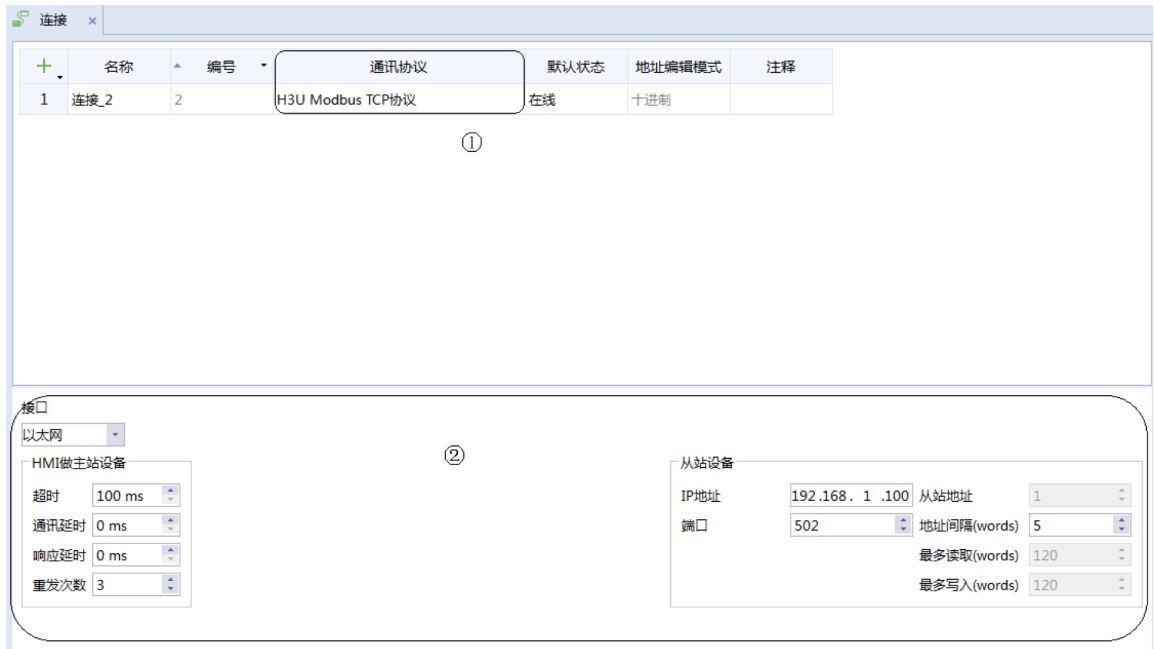 连接 ×
名称 编号 通讯协议 默认状态 地址编辑模式 注释
1 连接_2 2 H3U Modbus TCP协议 在线 十进制
①
接口
以太网
②
HMI做主站设备 从站设备
超时 100 ms IP地址 192.168. 1 .100 从站地址 1
通讯延时 0 ms 端口 502 地址间隔(words) 5
响应延时 0 ms 最多读取(words) 120
重发次数 3 最多写入(words) 120